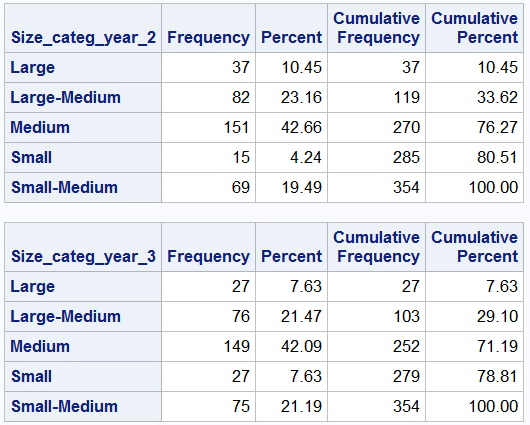 Size_categ_year_2 Frequency Percent Cumulative Frequency Cumulative Percent
Large 37 10.45 37 10.45
Large-Medium 82 23.16 119 33.62
Medium 151 42.66 270 76.27
Small 15 4.24 285 80.51
Small-Medium 69 19.49 354 100.00
Size_categ_year_3 Frequency Percent Cumulative Frequency Cumulative Percent
Large 27 7.63 27 7.63
Large-Medium 76 21.47 103 29.10
Medium 149 42.09 252 71.19
Small 27 7.63 279 78.81
Small-Medium 75 21.19 354 100.00